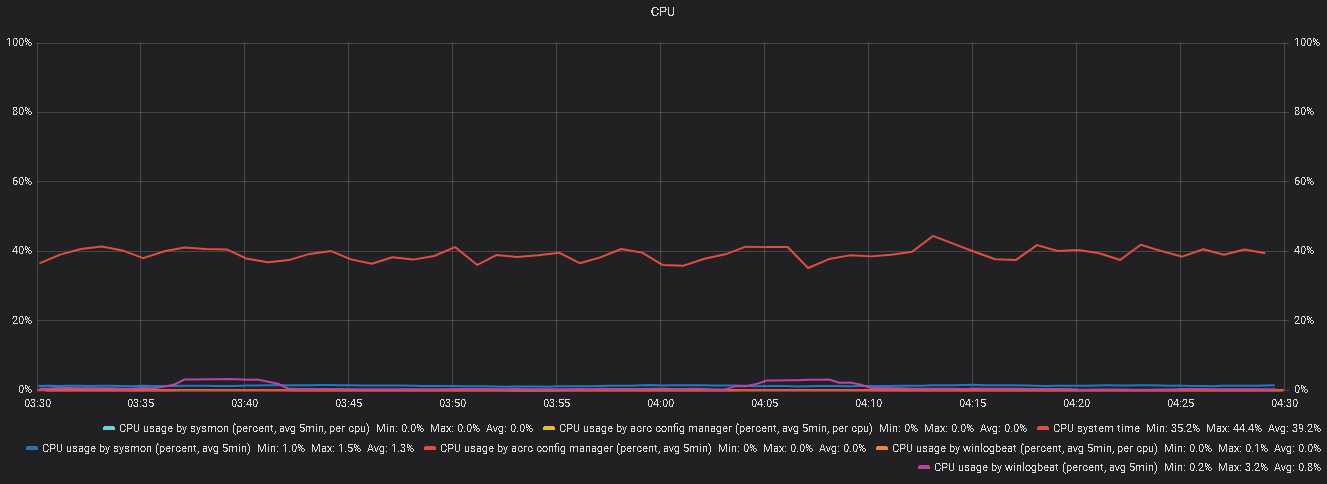 CPU
100% 100%
80% 80%
60% 60%
40% 40%
20% 20%
0% 0%
03:30 03:35 03:40 03:45 03:50 03:55 04:00 04:05 04:10 04:15 04:20 04:25 04:30
CPU usage by sysmon (percent, avg 5min, per cpu) Min: 0.0% Max: 0.0% Avg: 0.0% CPU usage by acrc config manager (percent, avg 5min, per cpu) Min: 0% Max: 0.0% Avg: 0.0% CPU system time Min: 35.2% Max: 44.4% Avg: 39.2%
CPU usage by sysmon (percent, avg 5min) Min: 1.0% Max: 1.5% Avg: 1.3% CPU usage by acrc config manager (percent, avg 5min) Min: 0% Max: 0.0% Avg: 0.0% CPU usage by winlogbeat (percent, avg 5min, per cpu) Min: 0.0% Max: 0.1% Avg: 0.0%
CPU usage by winlogbeat (percent, avg 5min) Min: 0.2% Max: 3.2% Avg: 0.8%